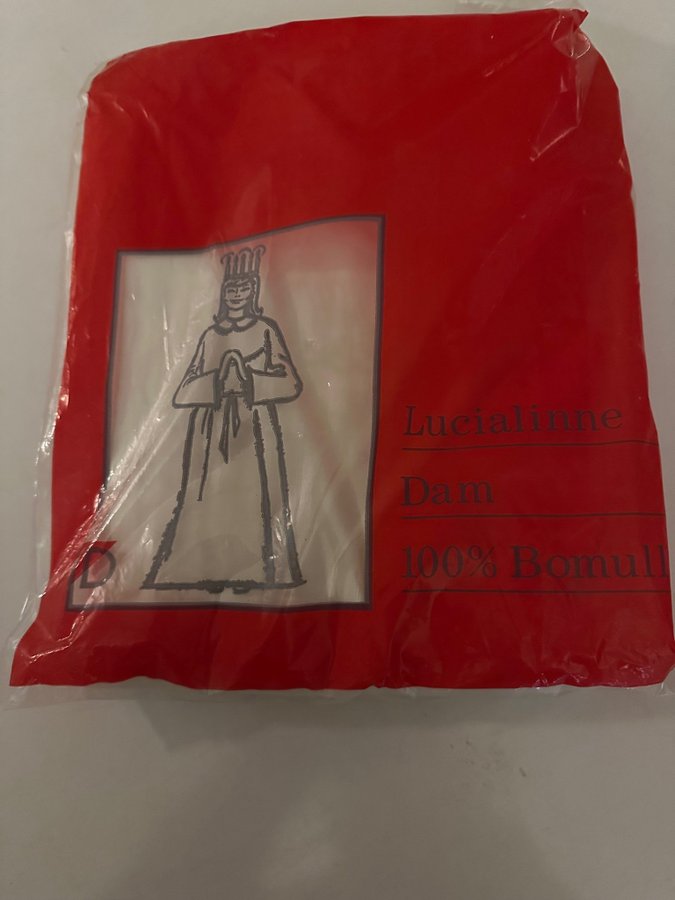 Lucialinne
Dam
100% Bomull
D